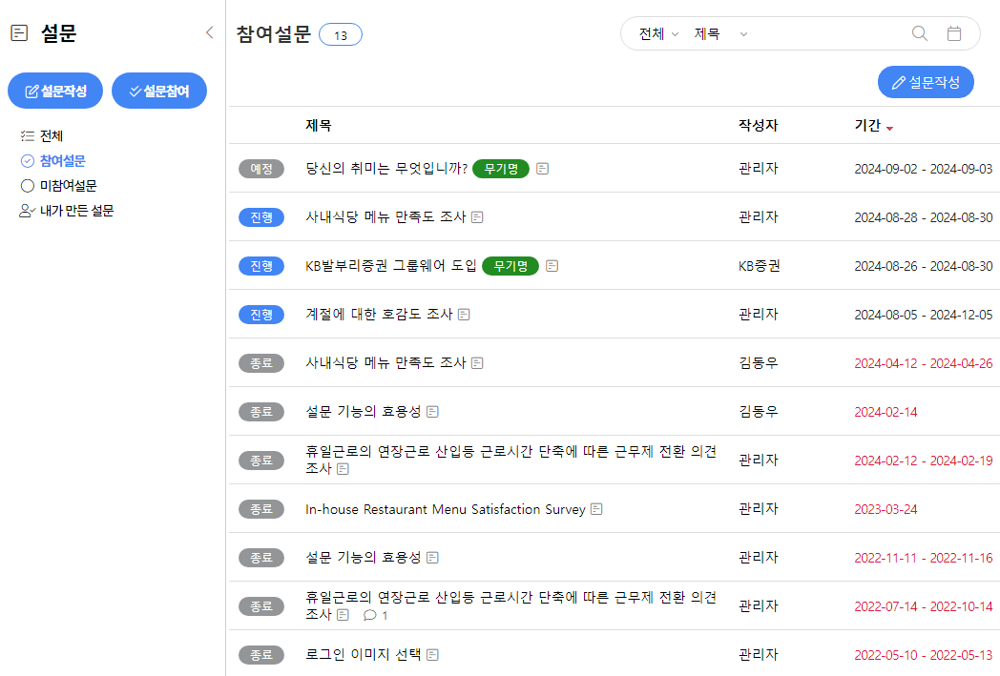 설문
설문작성
설문참여
전체
참여설문
미참여설문
내가 만든 설문
참여설문 13
전체 제목
설문작성
제목 작성자 기간
예정 당신의 취미는 무엇입니까? 무기명 관리자 2024-09-02 - 2024-09-03
진행 사내식당 메뉴 만족도 조사 관리자 2024-08-28 - 2024-08-30
진행 KB발부리증권 그룹웨어 도입 무기명 KB증권 2024-08-26 - 2024-08-30
진행 계절에 대한 호감도 조사 관리자 2024-08-05 - 2024-12-05
종료 사내식당 메뉴 만족도 조사 김동우 2024-04-12 - 2024-04-26
종료 설문 기능의 효용성 김동우 2024-02-14
종료 휴일근로의 연장근로 산입등 근로시간 단축에 따른 근무제 전환 의견
조사 관리자 2024-02-12 - 2024-02-19
종료 In-house Restaurant Menu Satisfaction Survey 관리자 2023-03-24
종료 설문 기능의 효용성 관리자 2022-11-11 - 2022-11-16
종료 휴일근로의 연장근로 산입등 근로시간 단축에 따른 근무제 전환 의견
조사 1 관리자 2022-07-14 - 2022-10-14
종료 로그인 이미지 선택 관리자 2022-05-10 - 2022-05-13